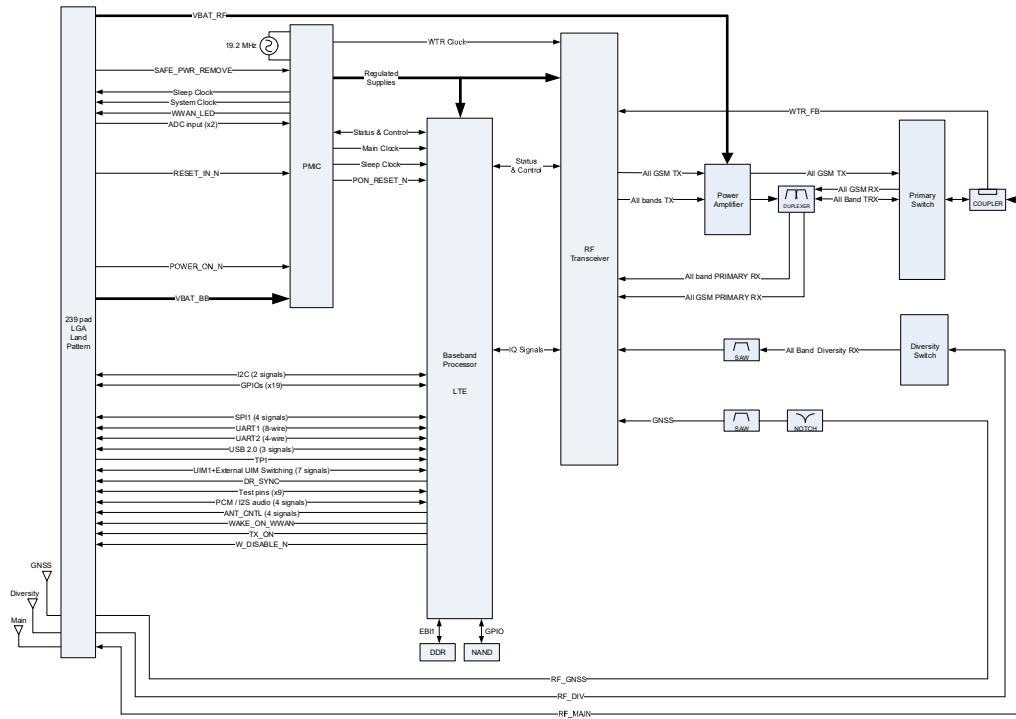 VBAT_RF
19.2 MHz
WTR Clock
SAFE_PWR_REMOVE
Regulated
Supplies
Sleep Clock
System Clock
WWAN_LED
ADC input (x2)
WTR_FB
Status & Control
Main Clock
Sleep Clock
PON_RESET_N
PMIC
RESET_IN_N
Status
& Control
All GSM TX
All bands TX
Power
Amplifier
All GSM TX
All GSM RX
All Band TRX
DUPLEXER
Primary
Switch
COUPLER
RF
Transceiver
POWER_ON_N
All band PRIMARY RX
All GSM PRIMARY RX
VBAT_BB
239 pad
LGA
Land
Pattern
Baseband
Processor
LTE
IQ Signals
SAW
All Band Diversity RX
Diversity
Switch
I2C (2 signals)
GPIOs (x19)
SPI1 (4 signals)
UART1 (8-wire)
UART2 (4-wire)
USB 2.0 (3 signals)
TP1
UIM1+External UIM Switching (7 signals)
DR_SYNC
Test pins (x9)
PCM / I2S audio (4 signals)
ANT_CNTL (4 signals)
WAKE_ON_WWAN
TX_ON
W_DISABLE_N
GNSS
SAW
NOTCH
GNSS
Diversity
Main
EBI1
GPIO
DDR
NAND
RF_GNSS
RF_DIV
RF_MAIN